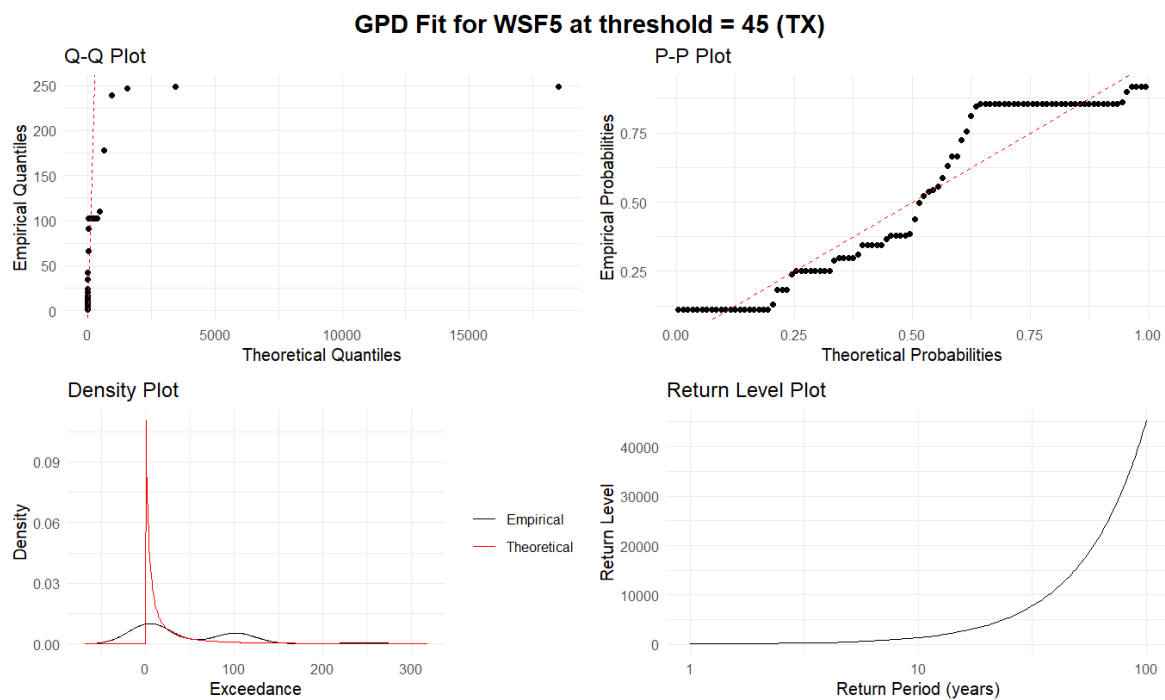 GPD Fit for WSF5 at threshold = 45 (TX)
Q-Q Plot
Empirical Quantiles
250
200
150
100
50
0
0 5000 10000 15000
Theoretical Quantiles
P-P Plot
Empirical Probabilities
0.75
0.50
0.25
0.00 0.25 0.50 0.75 1.00
Theoretical Probabilities
Density Plot
Density
0.09
0.06
0.03
0.00
0 100 200 300
Exceedance
Empirical
Theoretical
Return Level Plot
Return Level
40000
30000
20000
10000
0
1 10 100
Return Period (years)